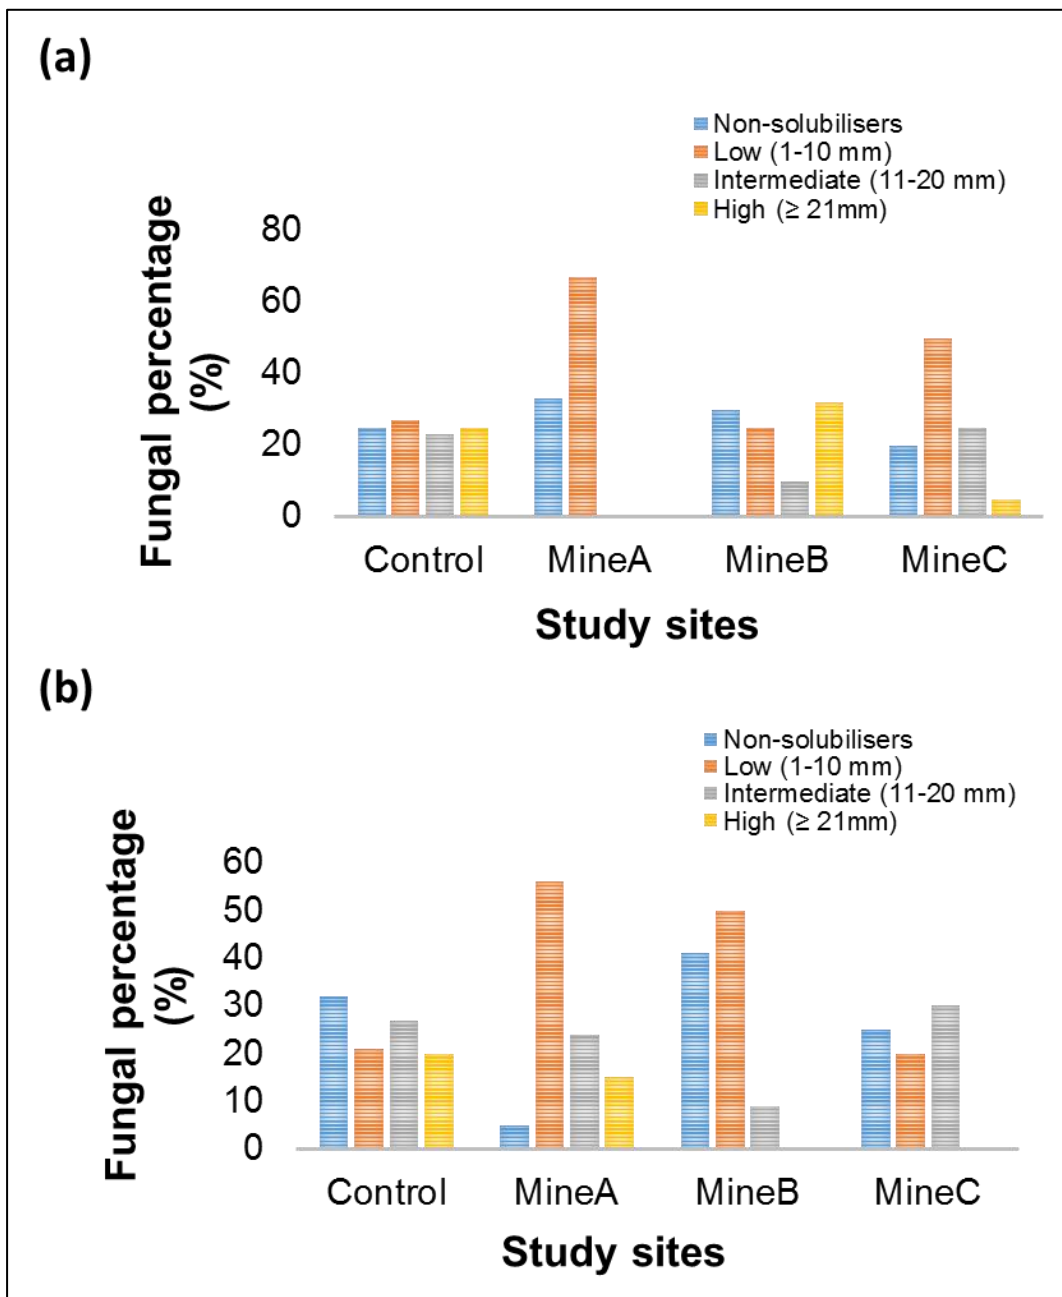 (a)
Non-solubilisers
Low (1-10 mm)
Intermediate (11-20 mm)
High (≥ 21mm)
Fungal percentage
(%)
80
60
40
20
0
Control MineA MineB MineC
Study sites
(b)
Non-solubilisers
Low (1-10 mm)
Intermediate (11-20 mm)
High (≥ 21mm)
Fungal percentage
(%)
60
50
40
30
20
10
0
Control MineA MineB MineC
Study sites